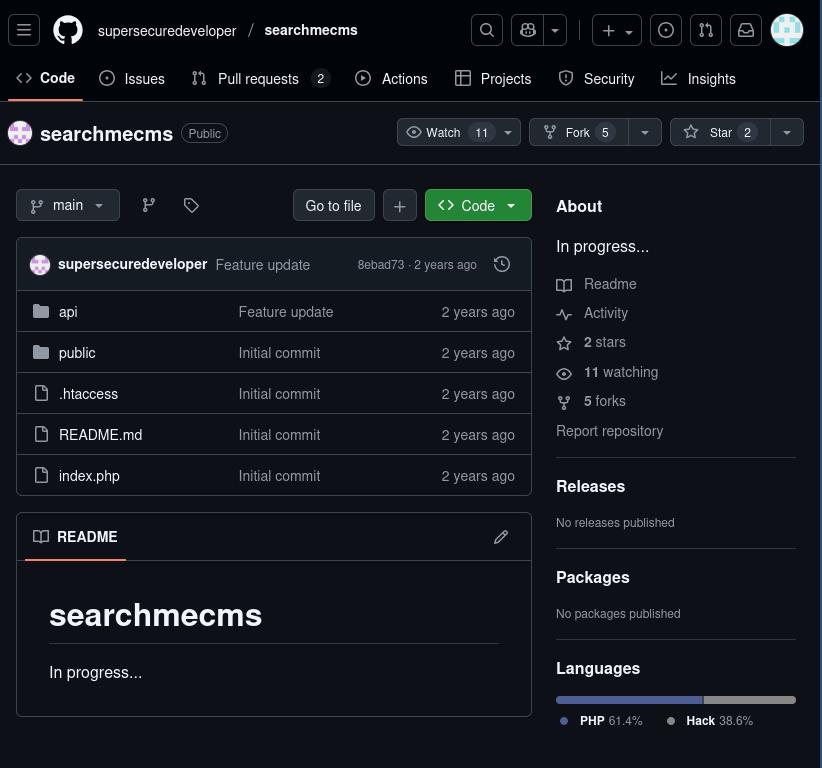 supersecuredeveloper / searchmecms
Code Issues Pull requests 2 Actions Projects Security Insights
searchmecms Public Watch 11 Fork 5 Star 2
main Go to file Code
supersecuredeveloper Feature update 8ebad73 · 2 years ago
api Feature update 2 years ago
public Initial commit 2 years ago
.htaccess Initial commit 2 years ago
README.md Initial commit 2 years ago
index.php Initial commit 2 years ago
README
searchmecms
In progress...
About
In progress...
Readme
Activity
2 stars
11 watching
5 forks
Report repository
Releases
No releases published
Packages
No packages published
Languages
PHP 61.4% Hack 38.6%